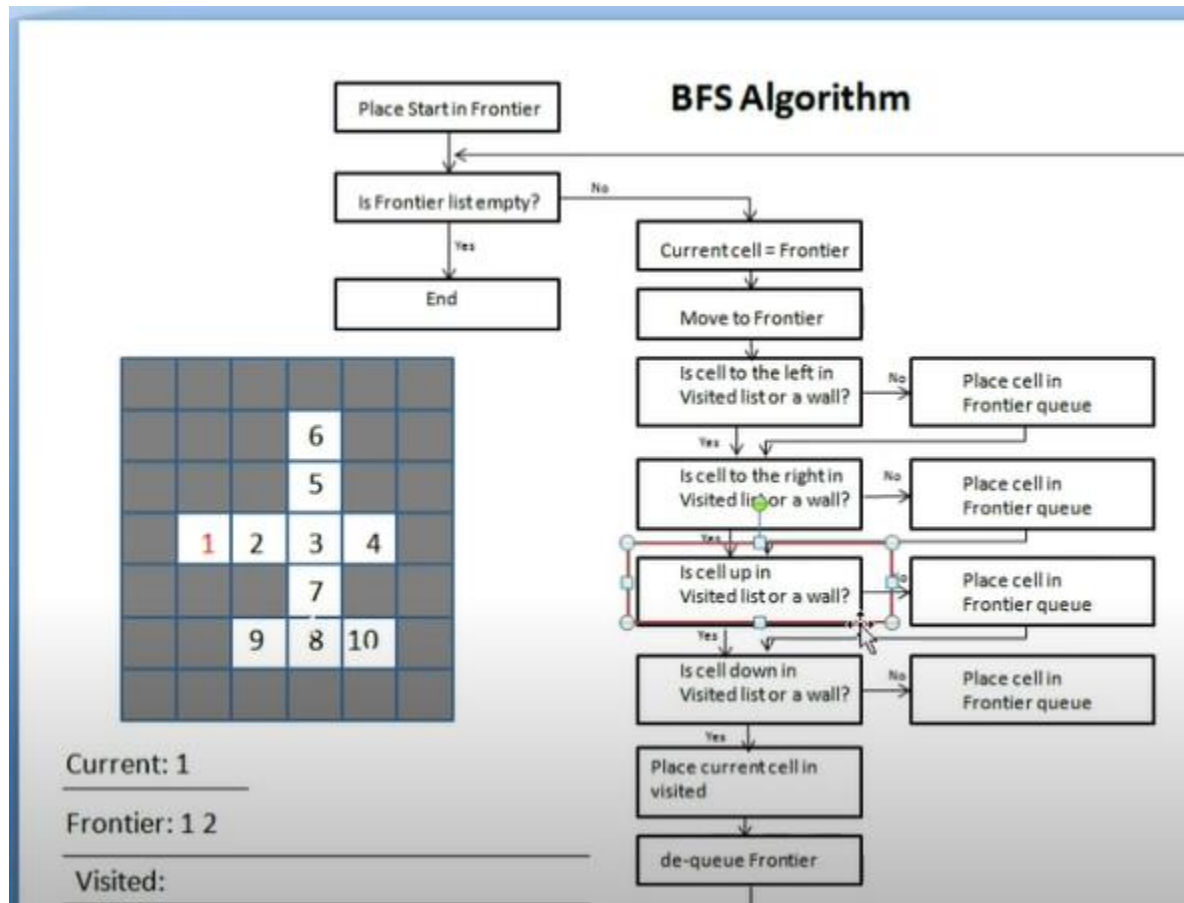 BFS Algorithm
Place Start in Frontier
Is Frontier list empty?
No
Yes
End
Current cell = Frontier
Move to Frontier
Is cell to the left in
Visited list or a wall?
No
Place cell in
Frontier queue
Yes
Is cell to the right in
Visited list or a wall?
No
Place cell in
Frontier queue
Yes
Is cell up in
Visited list or a wall?
No
Place cell in
Frontier queue
Yes
Is cell down in
Visited list or a wall?
No
Place cell in
Frontier queue
Yes
Place current cell in
visited
de-queue Frontier
6
5
1 2 3 4
7
9 8 10
Current: 1
Frontier: 1 2
Visited: